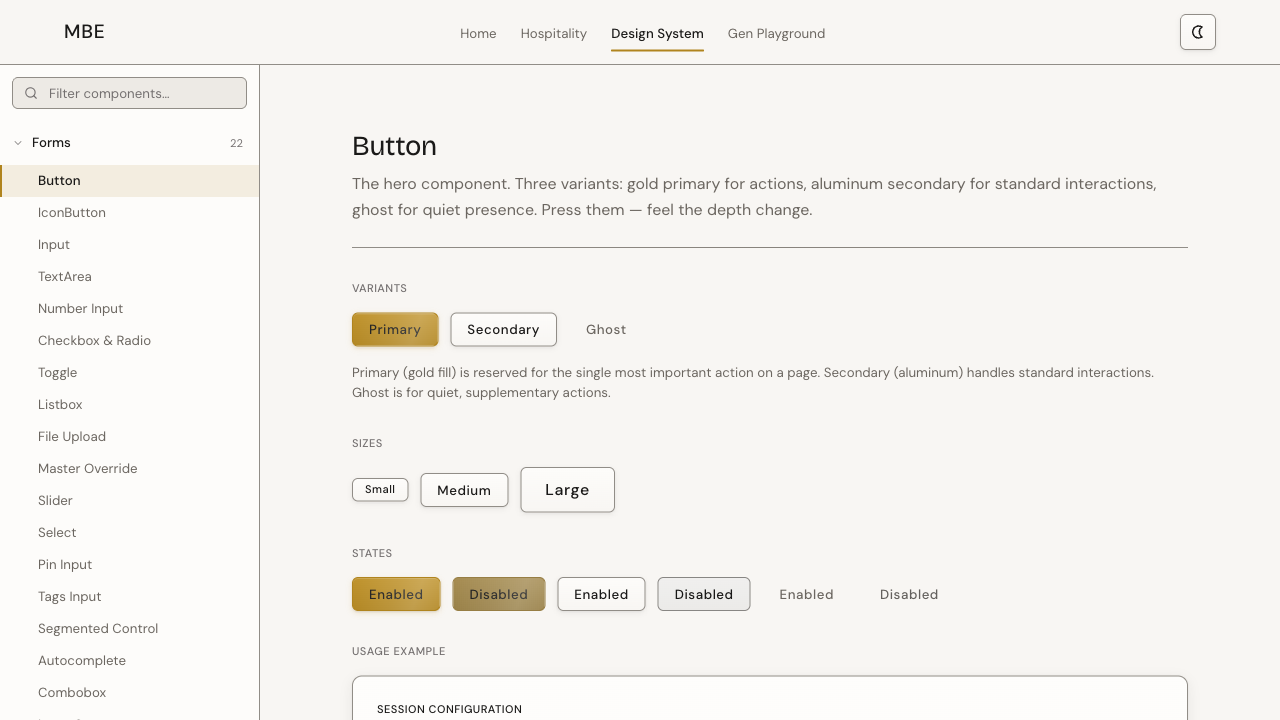 MBE
Home
Hospitality
Design System
Gen Playground
Filter components…
Forms
22
Button
IconButton
Input
TextArea
Number Input
Checkbox & Radio
Toggle
Listbox
File Upload
Master Override
Slider
Select
Pin Input
Tags Input
Segmented Control
Autocomplete
Combobox
Button
The hero component. Three variants: gold primary for actions, aluminum secondary for standard interactions,
ghost for quiet presence. Press them — feel the depth change.
VARIANTS
Primary
Secondary
Ghost
Primary (gold fill) is reserved for the single most important action on a page. Secondary (aluminum) handles standard interactions.
Ghost is for quiet, supplementary actions.
SIZES
Small
Medium
Large
STATES
Enabled
Disabled
Enabled
Disabled
Enabled
Disabled
USAGE EXAMPLE
SESSION CONFIGURATION